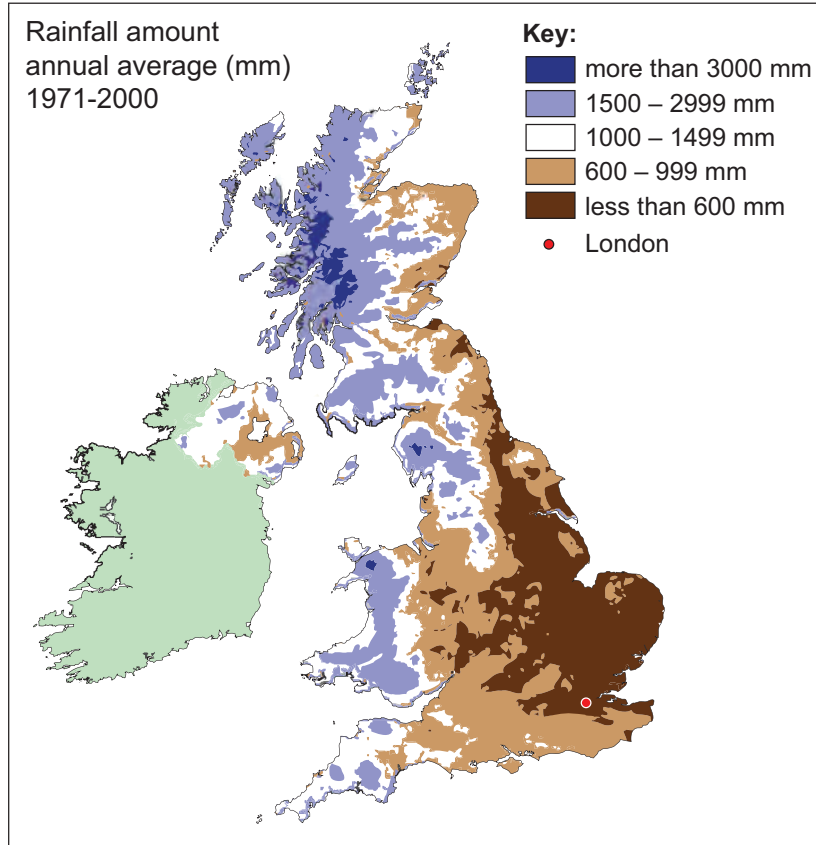 Rainfall amount
annual average (mm)
1971-2000
Key:
more than 3000 mm
1500 – 2999 mm
1000 – 1499 mm
600 – 999 mm
less than 600 mm
London